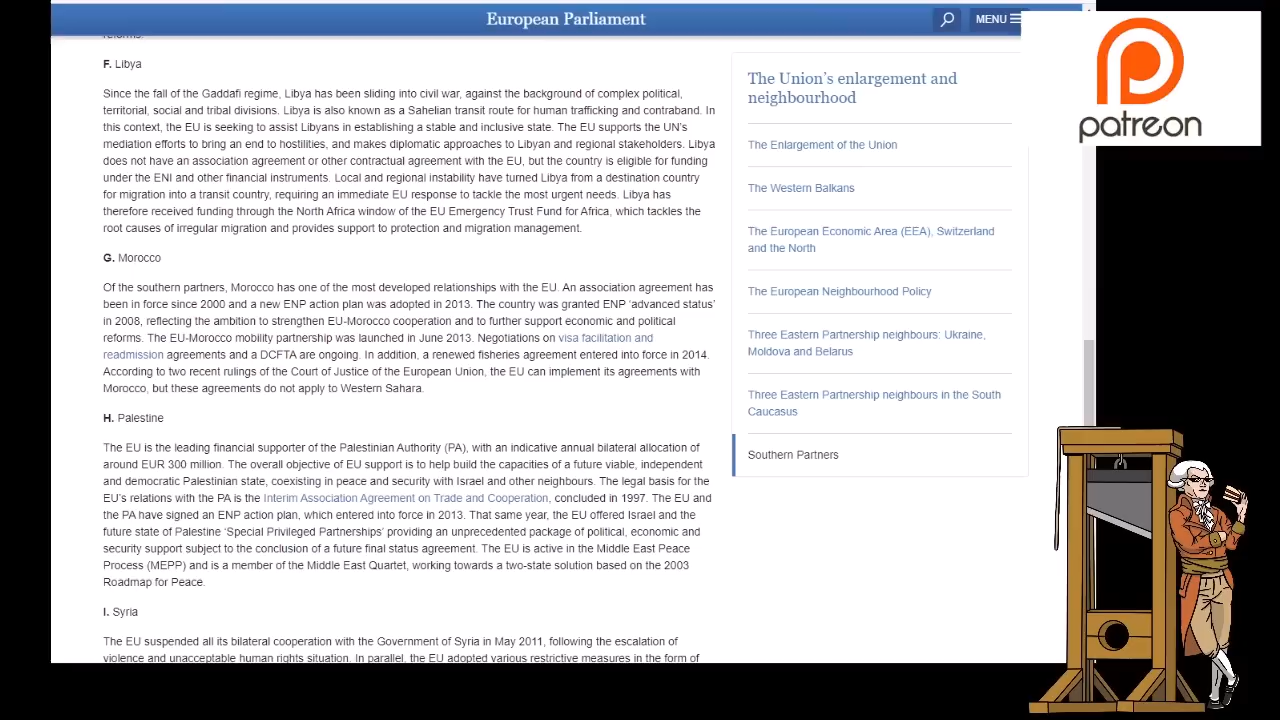 European Parliament
MENU
reforms.
F. Libya
Since the fall of the Gaddafi regime, Libya has been sliding into civil war, against the background of complex political,
territorial, social and tribal divisions. Libya is also known as a Sahelian transit route for human trafficking and contraband. In
this context, the EU is seeking to assist Libyans in establishing a stable and inclusive state. The EU supports the UN's
mediation efforts to bring an end to hostilities, and makes diplomatic approaches to Libyan and regional stakeholders. Libya
does not have an association agreement or other contractual agreement with the EU, but the country is eligible for funding
under the ENI and other financial instruments. Local and regional instability have turned Libya from a destination country
for migration into a transit country, requiring an immediate EU response to tackle the most urgent needs. Libya has
therefore received funding through the North Africa window of the EU Emergency Trust Fund for Africa, which tackles the
root causes of irregular migration and provides support to protection and migration management.
G. Morocco
Of the southern partners, Morocco has one of the most developed relationships with the EU. An association agreement has
been in force since 2000 and a new ENP action plan was adopted in 2013. The country was granted ENP 'advanced status'
in 2008, reflecting the ambition to strengthen EU-Morocco cooperation and to further support economic and political
reforms. The EU-Morocco mobility partnership was launched in June 2013. Negotiations on visa facilitation and
readmission agreements and a DCFTA are ongoing. In addition, a renewed fisheries agreement entered into force in 2014.
According to two recent rulings of the Court of Justice of the European Union, the EU can implement its agreements with
Morocco, but these agreements do not apply to Western Sahara.
H. Palestine
The EU is the leading financial supporter of the Palestinian Authority (PA), with an indicative annual bilateral allocation of
around EUR 300 million. The overall objective of EU support is to help build the capacities of a future viable, independent
and democratic Palestinian state, coexisting in peace and security with Israel and other neighbours. The legal basis for the
EU's relations with the PA is the Interim Association Agreement on Trade and Cooperation, concluded in 1997. The EU and
the PA have signed an ENP action plan, which entered into force in 2013. That same year, the EU offered Israel and the
future state of Palestine 'Special Privileged Partnerships' providing an unprecedented package of political, economic and
security support subject to the conclusion of a future final status agreement. The EU is active in the Middle East Peace
Process (MEPP) and is a member of the Middle East Quartet, working towards a two-state solution based on the 2003
Roadmap for Peace.
I. Syria
The EU suspended all its bilateral cooperation with the Government of Syria in May 2011, following the escalation of
violence and unacceptable human rights situation. In parallel, the EU adopted various restrictive measures in the form of
The Union's enlargement and
neighbourhood
The Enlargement of the Union
The Western Balkans
The European Economic Area (EEA), Switzerland
and the North
The European Neighbourhood Policy
Three Eastern Partnership neighbours: Ukraine,
Moldova and Belarus
Three Eastern Partnership neighbours in the South
Caucasus
Southern Partners
patreon